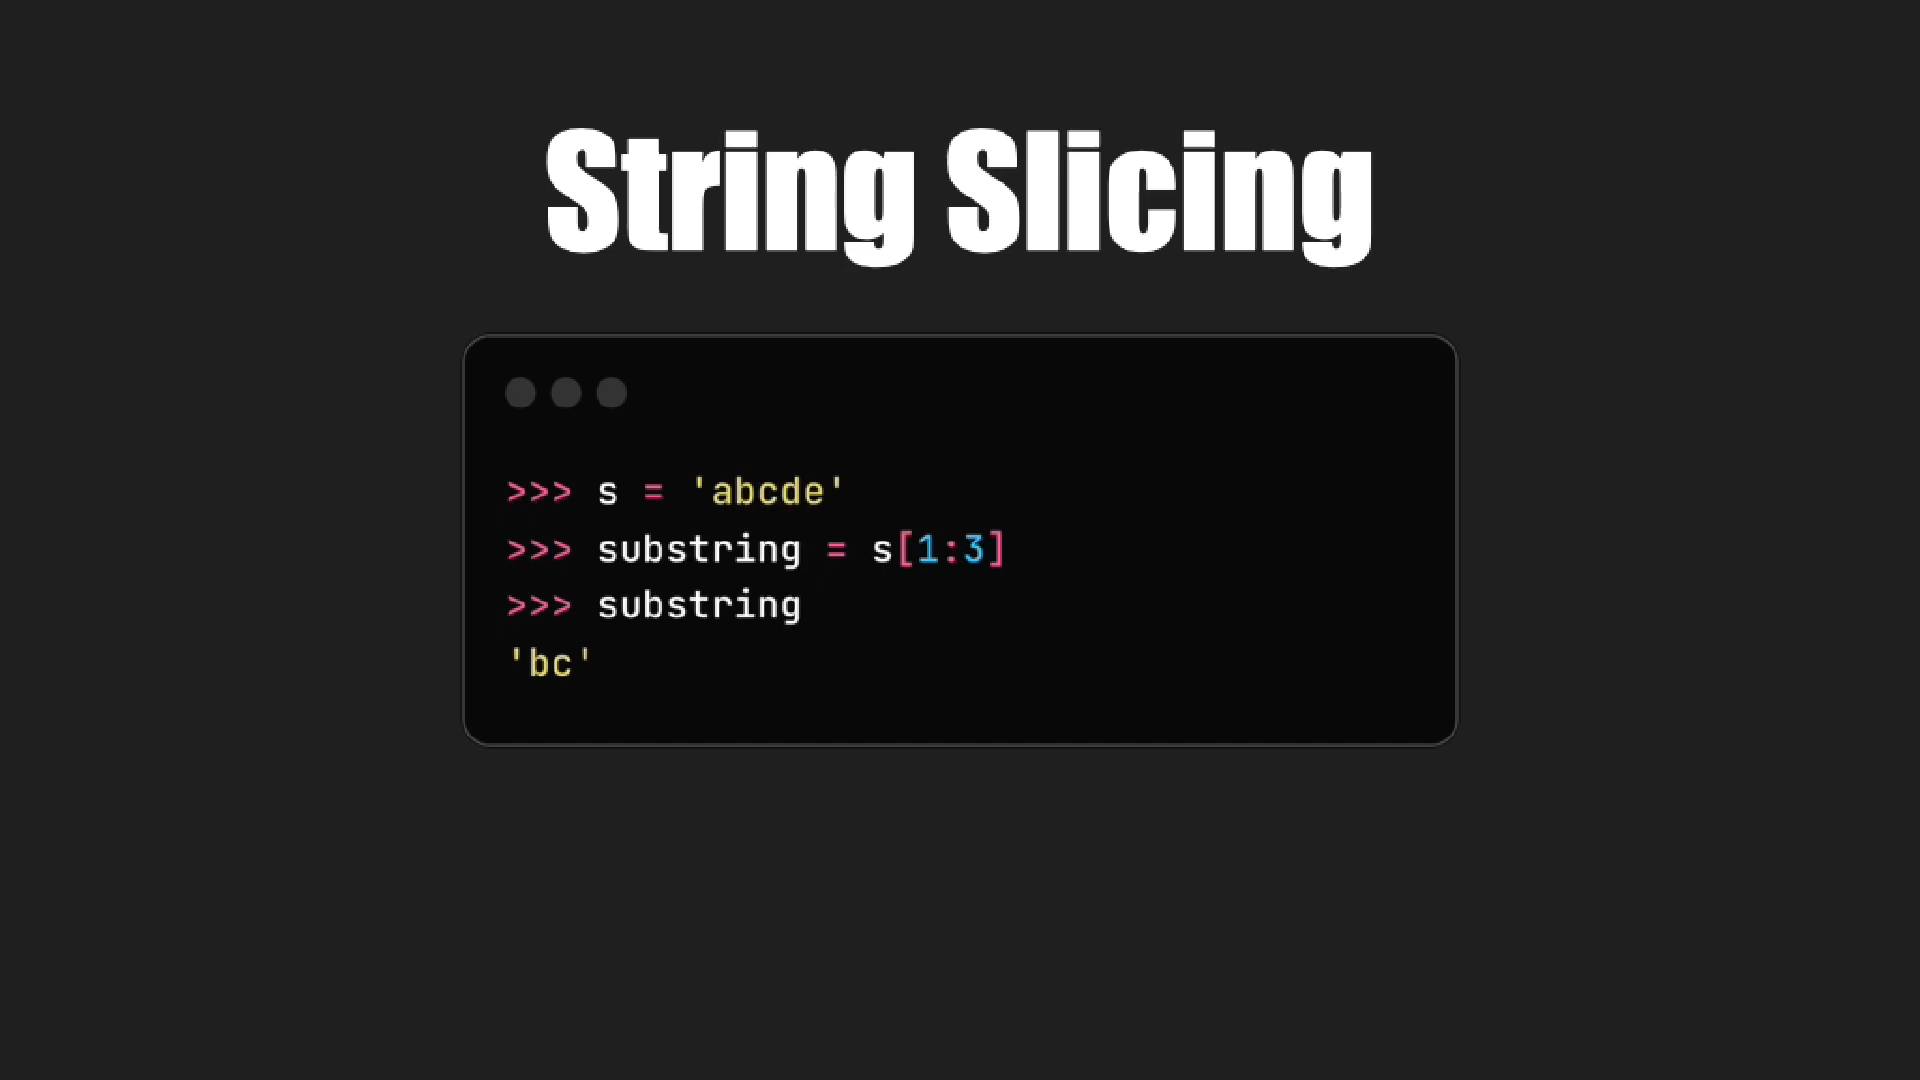 String Slicing
>>> s = 'abcde'
>>> substring = s[1:3]
>>> substring
'bc'